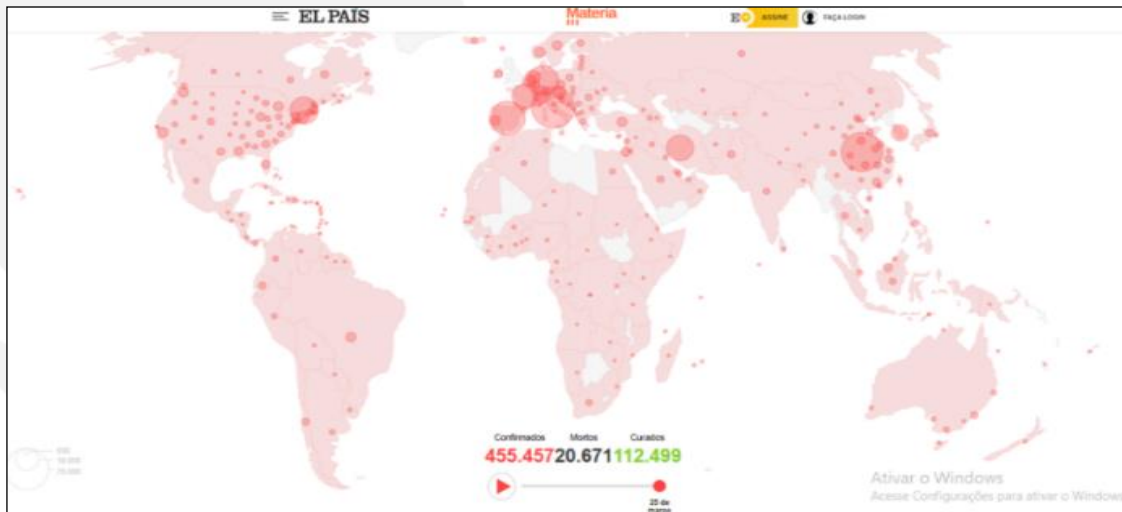 EL PAÍS
Materia
ASSINE
FAÇA LOGIN
Confirmados Mortos Curados
455.457 20.671 112.499
25 de
março
Ativar o Windows
Acesse Configurações para ativar o Windows